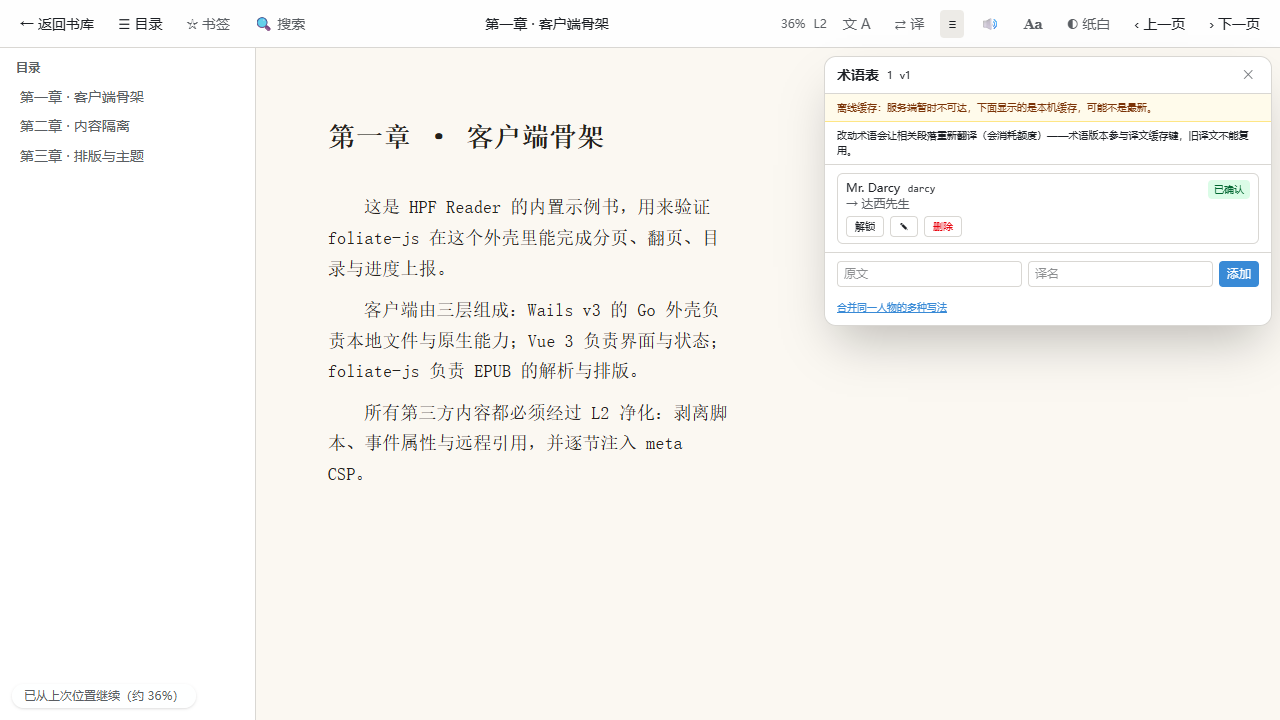 ← 返回书库 ☰ 目录 ☆ 书签 🔍 搜索 第一章 · 客户端骨架 36% L2 文 A ⇄ 译 ≡ 🔊 Aa ◐ 纸白 ‹ 上一页 › 下一页
目录
第一章 · 客户端骨架
第二章 · 内容隔离
第三章 · 排版与主题
第一章 · 客户端骨架
这是 HPF Reader 的内置示例书，用来验证
foliate-js 在这个外壳里能完成分页、翻页、目
录与进度上报。
客户端由三层组成：Wails v3 的 Go 外壳负
责本地文件与原生能力；Vue 3 负责界面与状态；
foliate-js 负责 EPUB 的解析与排版。
所有第三方内容都必须经过 L2 净化：剥离脚
本、事件属性与远程引用，并逐节注入 meta
CSP。
术语表 1 v1 ×
离线缓存：服务端暂时不可达，下面显示的是本机缓存，可能不是最新。
改动术语会让相关段落重新翻译（会消耗额度）——术语版本参与译文缓存键，旧译文不能复
用。
Mr. Darcy darcy 已确认
→ 达西先生
解锁 ✎ 删除
原文 译名 添加
合并同一人物的多种写法
已从上次位置继续（约 36%）